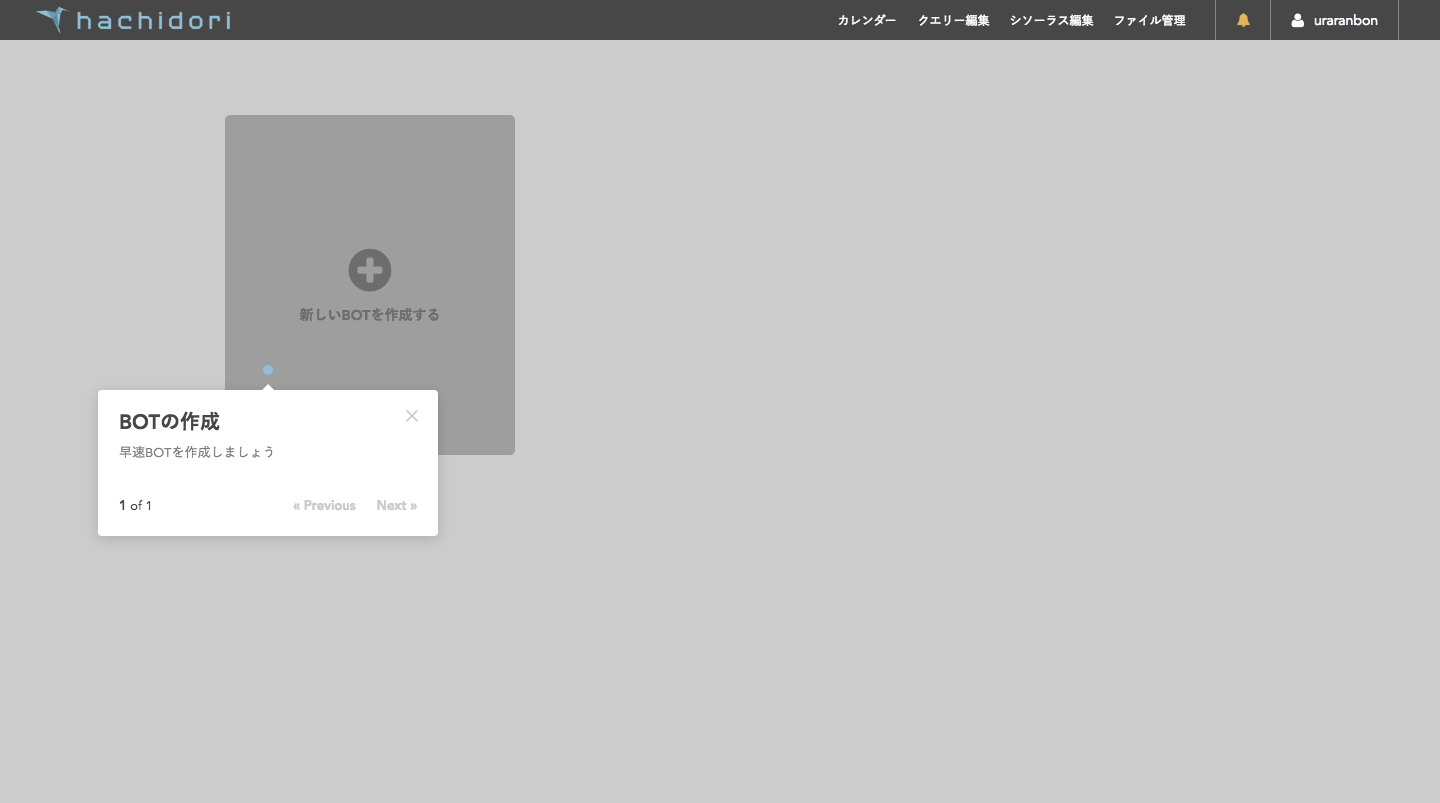 hachidori
カレンダー
クエリー編集
シソーラス編集
ファイル管理
uraranbon
新しいBOTを作成する
BOTの作成
早速BOTを作成しましょう
1 of 1
« Previous
Next »